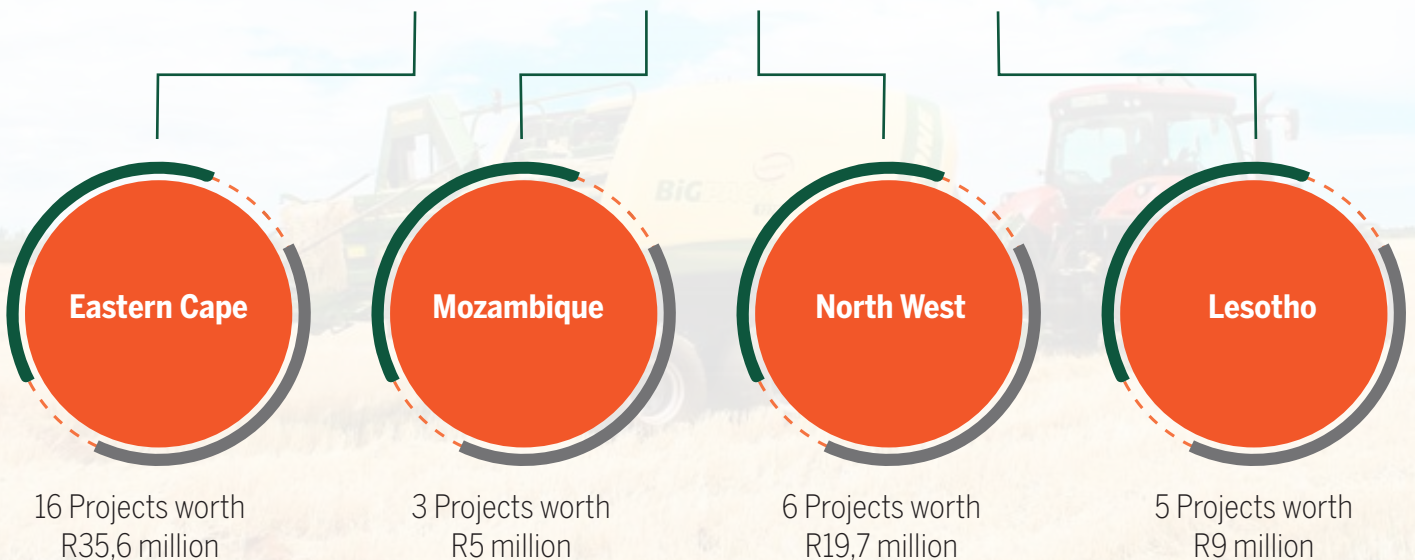 BiG
Eastern Cape
Mozambique
North West
Lesotho
16 Projects worth
R35,6 million
3 Projects worth
R5 million
6 Projects worth
R19,7 million
5 Projects worth
R9 million